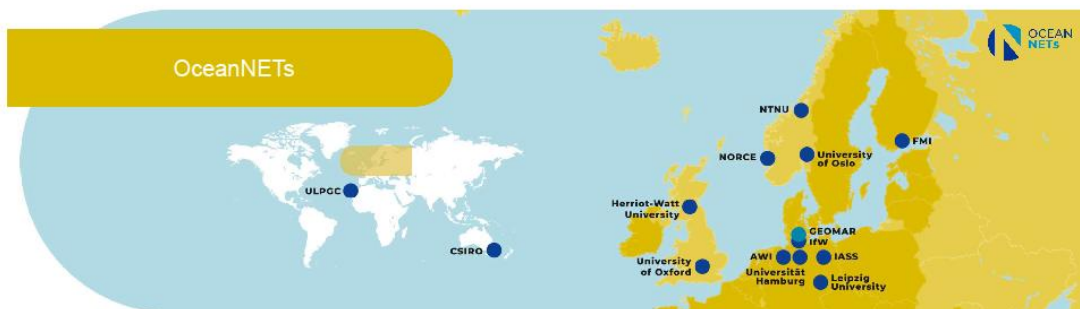 OceanNETs
OCEAN
NETs
NTNU
FMI
NORCE
University
of Oslo
ULPGC
Herriot-Watt
University
GEOMAR
IfW
CSIRO
University
of Oxford
AWI
IASS
Universität
Hamburg
Leipzig
University